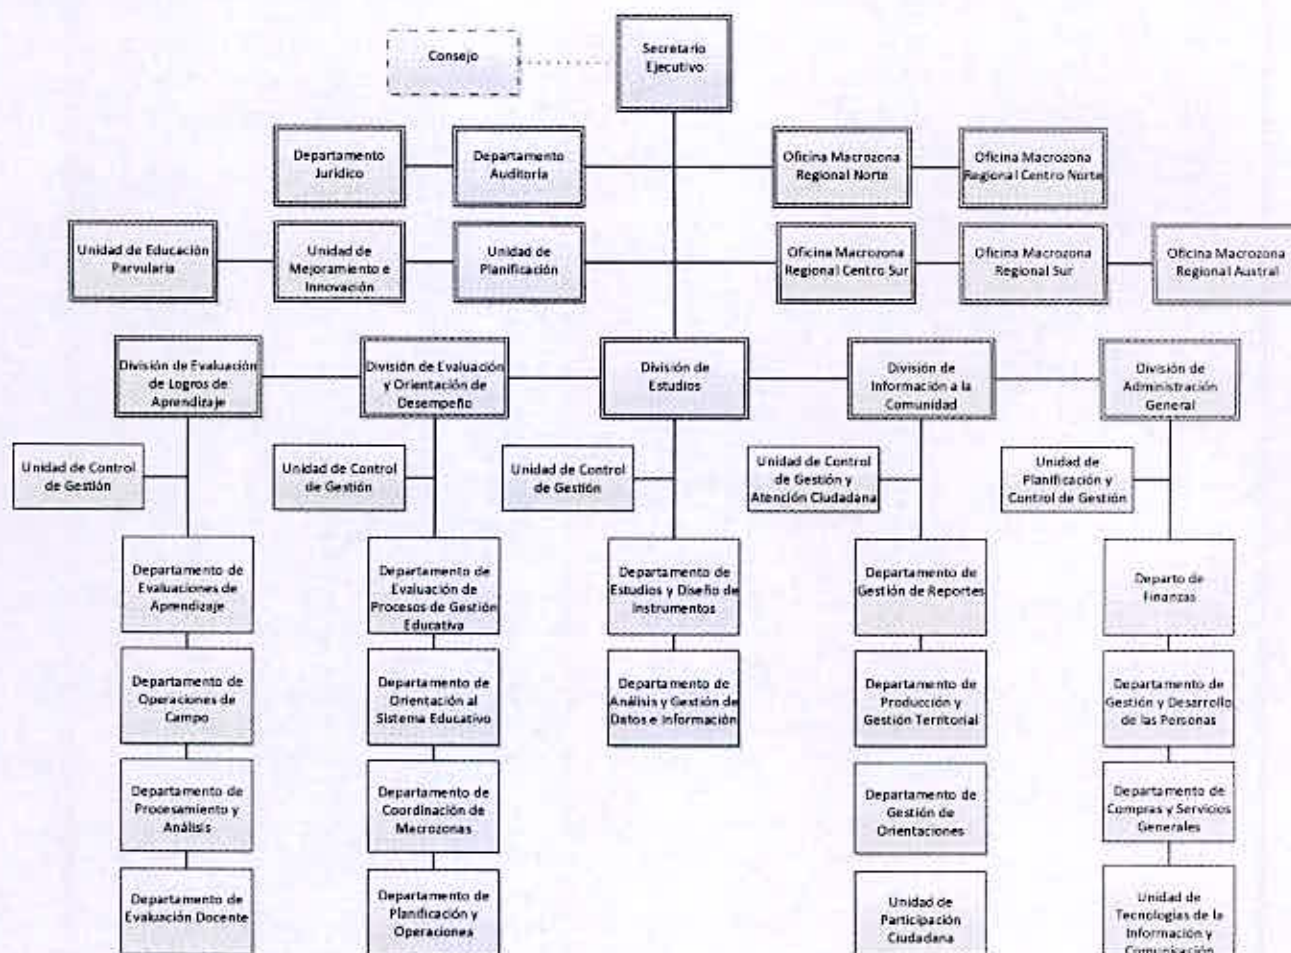 Consejo
Secretario
Ejecutivo
Departamento
Jurídico
Departamento
Auditoría
Oficina Macrozona
Regional Norte
Oficina Macrozona
Regional Centro Norte
Unidad de Educación
Parvularia
Unidad de
Mejoramiento e
Innovación
Unidad de
Planificación
Oficina Macrozona
Regional Centro Sur
Oficina Macrozona
Regional Sur
Oficina Macrozona
Regional Austral
División de Evaluación
de Logros de
Aprendizaje
División de Evaluación
y Orientación de
Desempeño
División de
Estudios
División de
Información a la
Comunidad
División de
Administración
General
Unidad de Control
de Gestión
Unidad de Control
de Gestión
Unidad de Control
de Gestión
Unidad de Control
de Gestión y
Atención Ciudadana
Unidad de
Planificación y
Control de Gestión
Departamento de
Evaluaciones de
Aprendizaje
Departamento de
Evaluación de
Procesos de Gestión
Educativa
Departamento de
Estudios y Diseño de
Instrumentos
Departamento de
Gestión de Reportes
Departo de
Finanzas
Departamento de
Operaciones de
Campo
Departamento de
Orientación al
Sistema Educativo
Departamento de
Análisis y Gestión de
Datos e Información
Departamento de
Producción y
Gestión Territorial
Departamento de
Gestión y Desarrollo
de las Personas
Departamento de
Procesamiento y
Análisis
Departamento de
Coordinación de
Macrozonas
Departamento de
Gestión de
Orientaciones
Departamento de
Compras y Servicios
Generales
Departamento de
Evaluación Docente
Departamento de
Planificación y
Operaciones
Unidad de
Participación
Ciudadana
Unidad de
Tecnologías de la
Información y
Comunicación